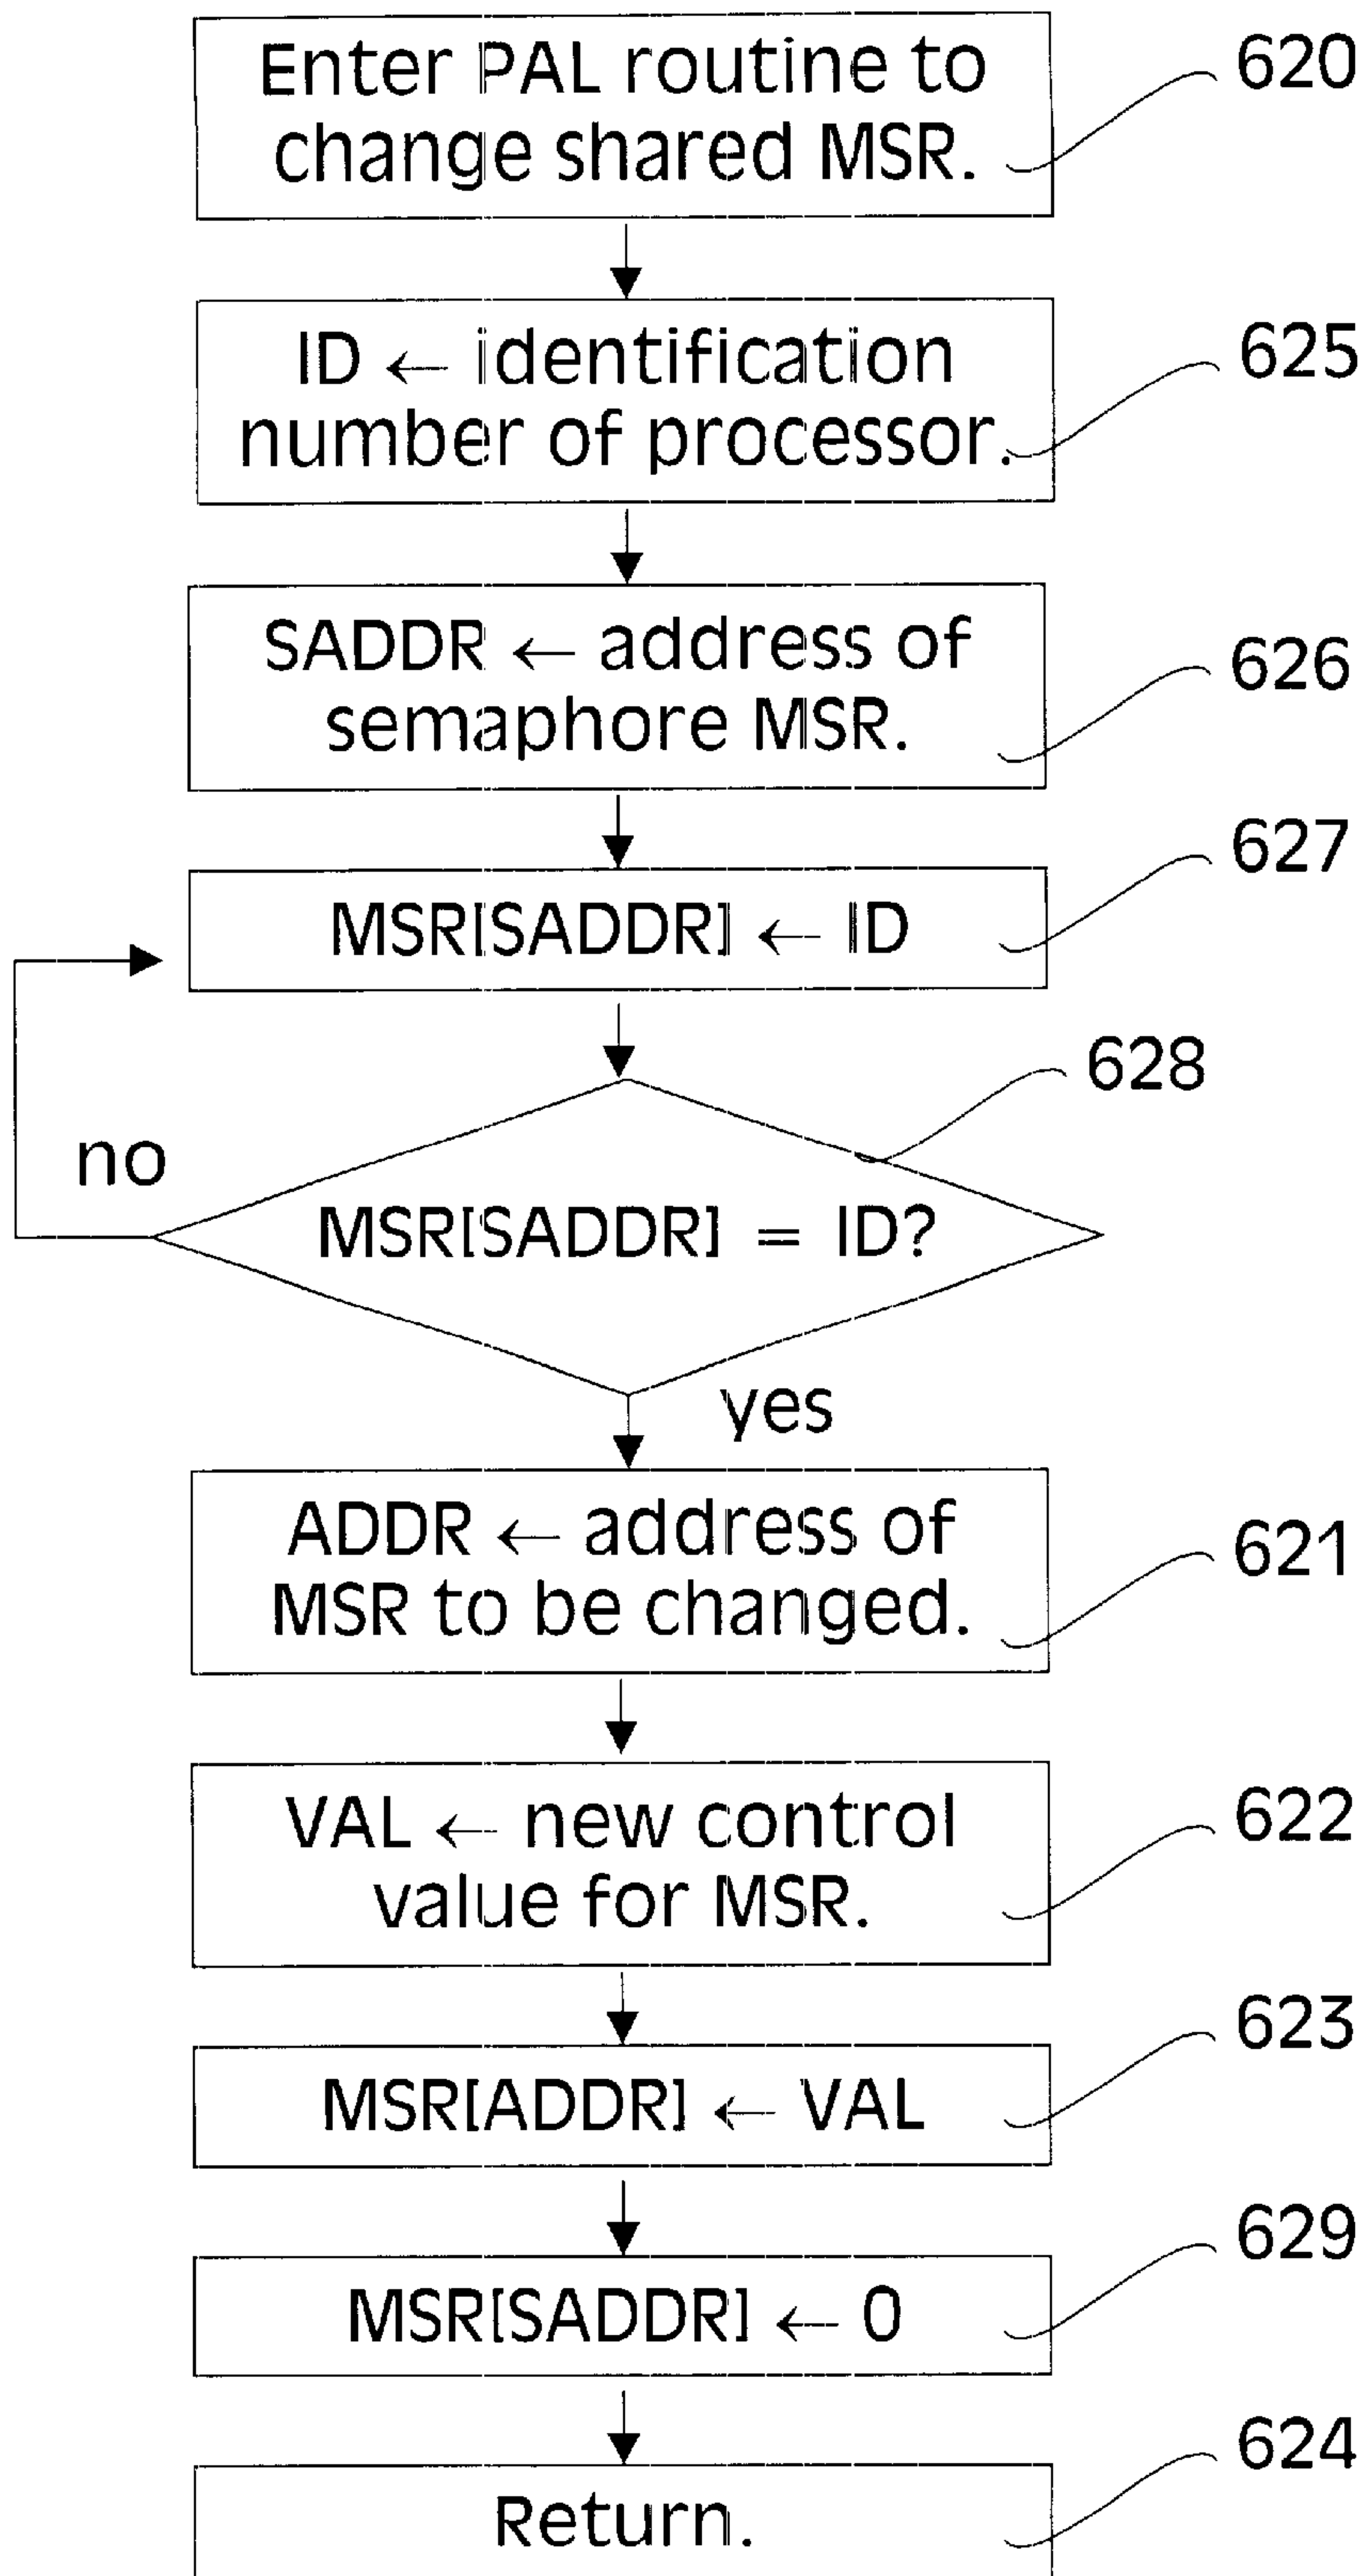 Enter PAL routine to
change shared MSR.
620
ID ← identification
number of processor.
625
SADDR ← address of
semaphore MSR.
626
MSR[SADDR] ← ID
627
628
no
MSR[SADDR] = ID?
yes
ADDR ← address of
MSR to be changed.
621
VAL ← new control
value for MSR.
622
MSR[ADDR] ← VAL
623
MSR[SADDR] ← 0
629
Return.
624